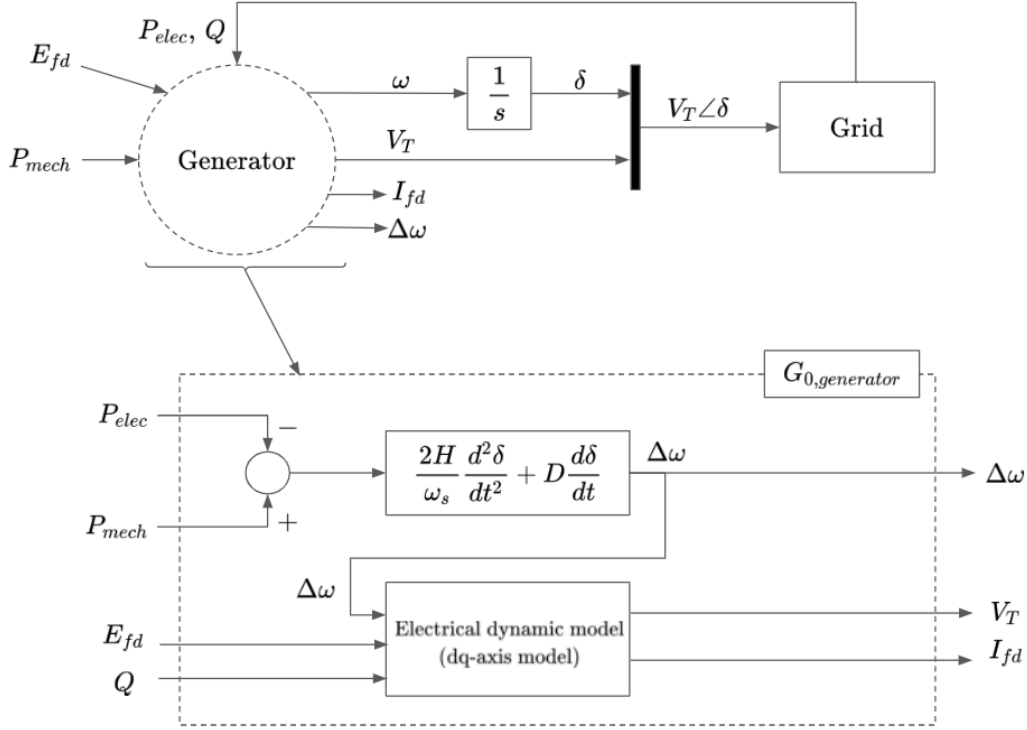 P_elec, Q
E_fd
ω
1/s
δ
V_T∠δ
Grid
P_mech
Generator
V_T
I_fd
Δω
G_0,generator
P_elec
−
2H/ω_s d²δ/dt² + D dδ/dt
Δω
Δω
P_mech
+
Δω
E_fd
Q
Electrical dynamic model
(dq-axis model)
V_T
I_fd